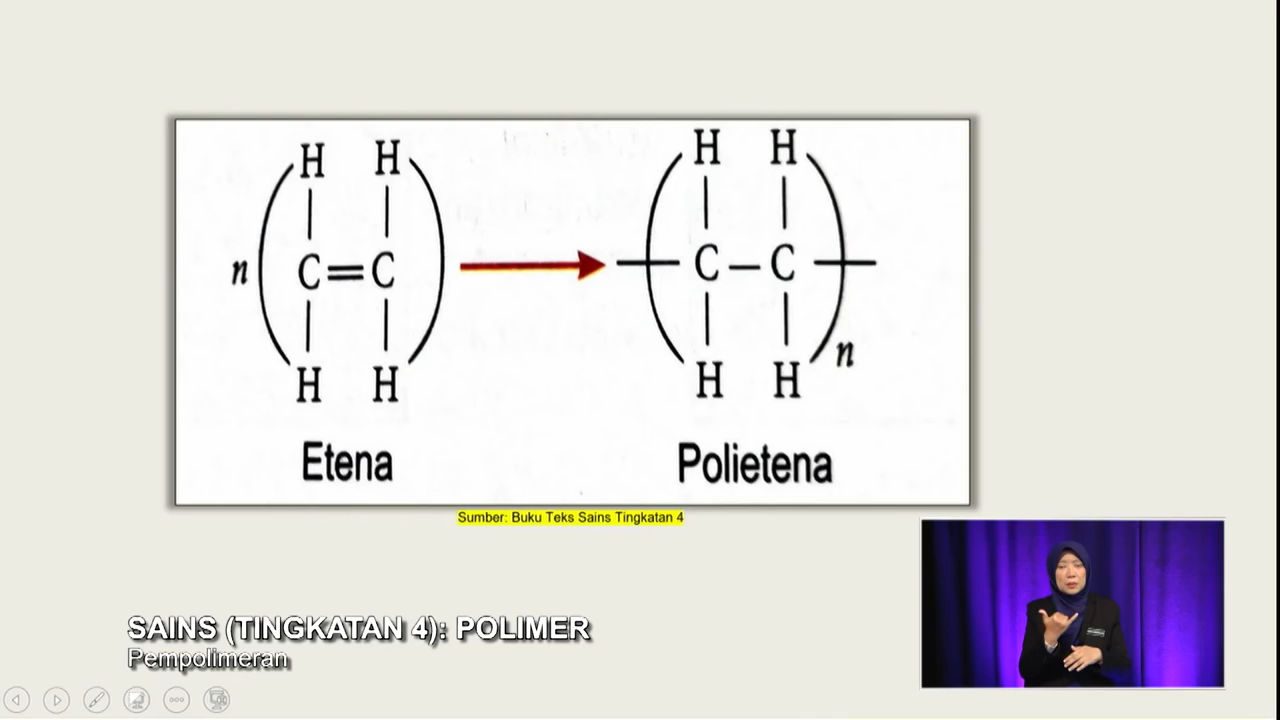 H H H H
n C=C C–C
H H H H n
Etena Polietena
Sumber: Buku Teks Sains Tingkatan 4
SAINS (TINGKATAN 4): POLIMER
Pempolimeran